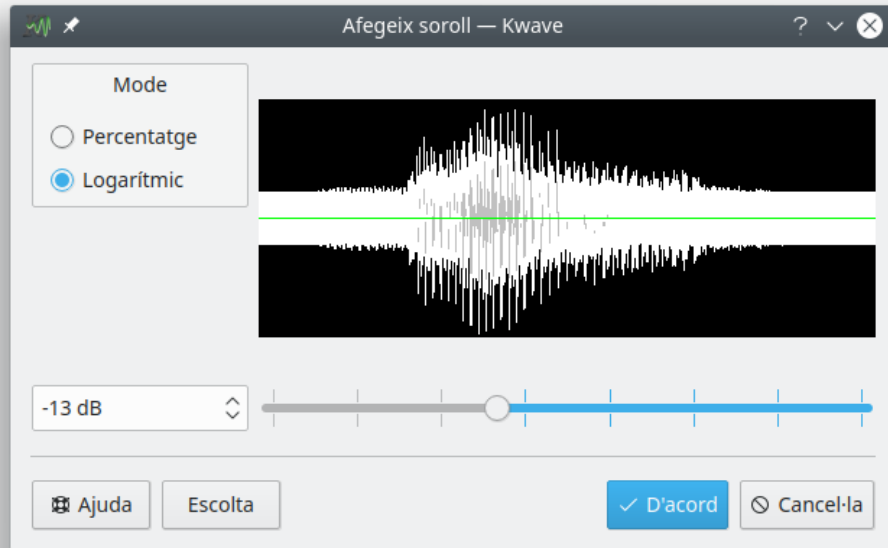 Afegeix soroll — Kwave
Mode
Percentatge
Logarítmic
-13 dB
Ajuda
Escolta
D'acord
Cancel·la